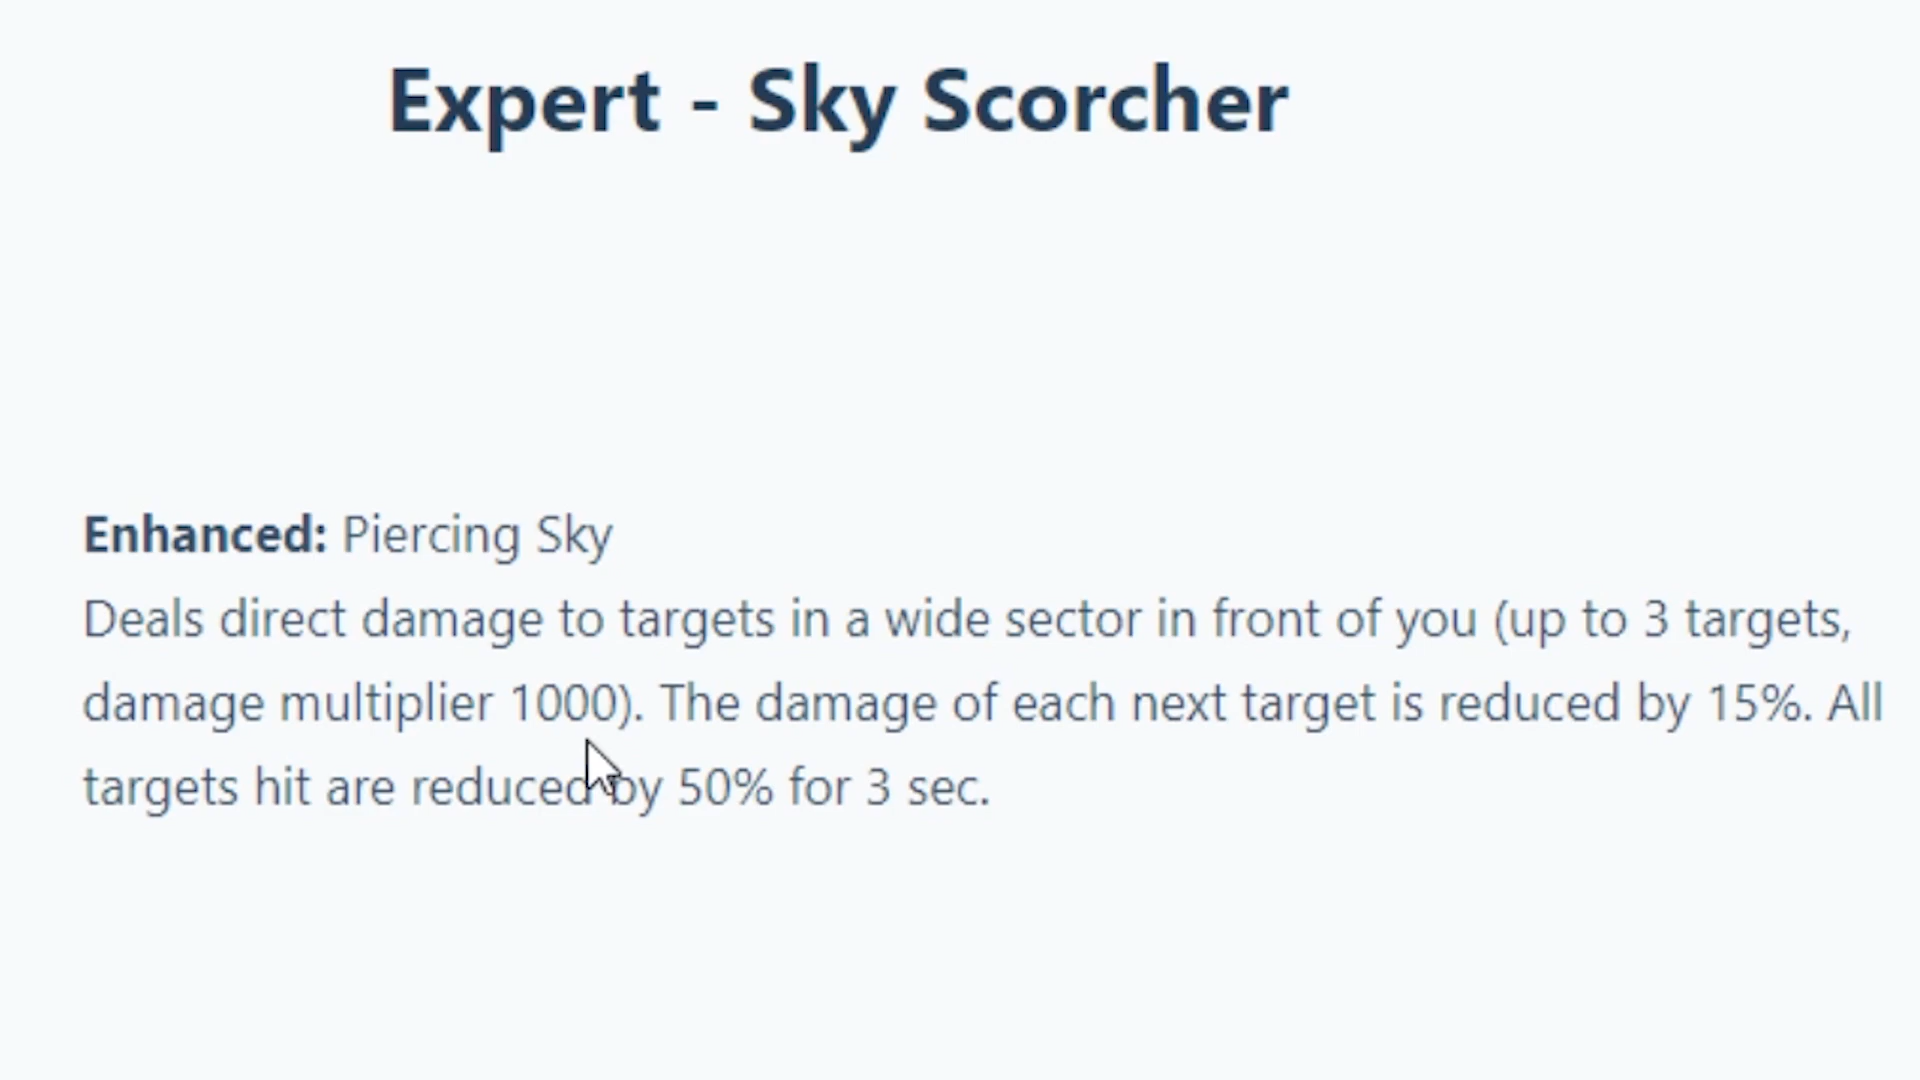 Expert - Sky Scorcher
Enhanced: Piercing Sky
Deals direct damage to targets in a wide sector in front of you (up to 3 targets,
damage multiplier 1000). The damage of each next target is reduced by 15%. All
targets hit are reduced by 50% for 3 sec.